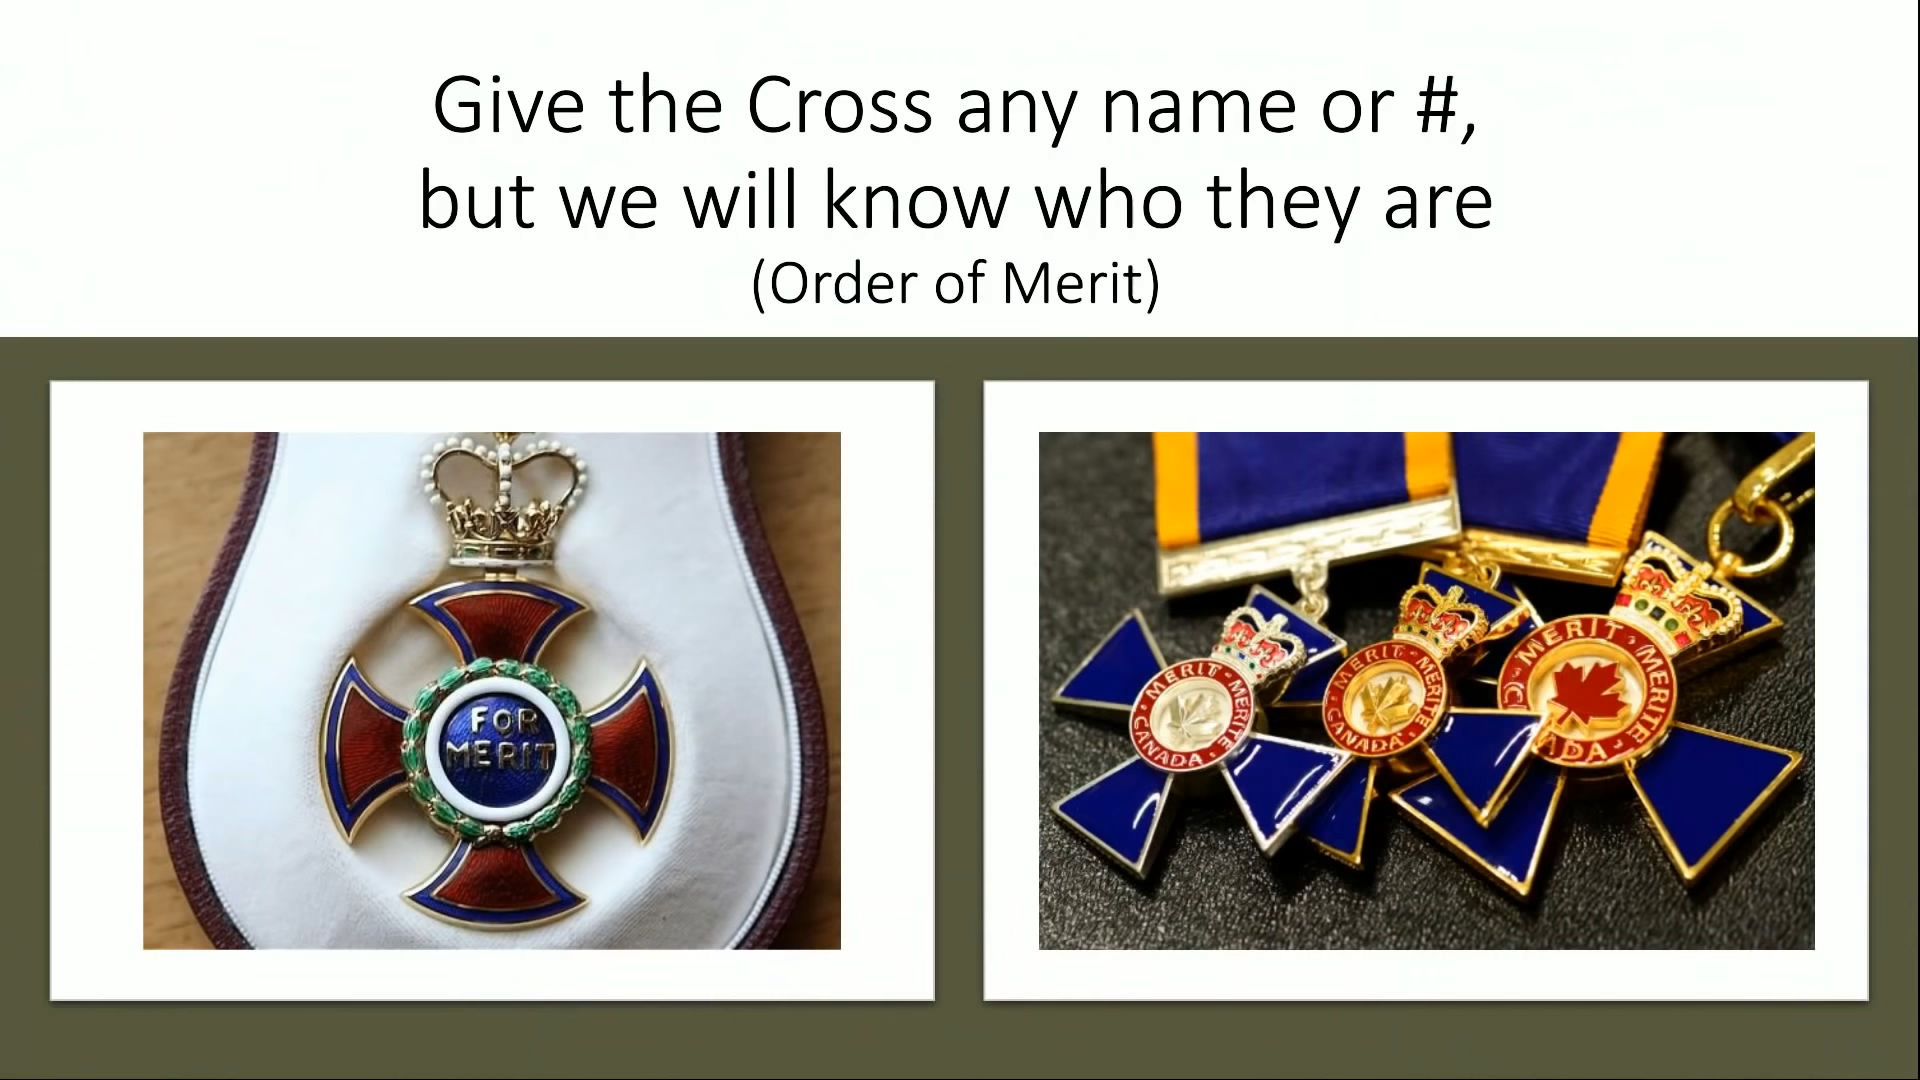 Give the Cross any name or #,
but we will know who they are
(Order of Merit)
FOR
MERIT
MERIT · MERITE · CANADA ·
MERIT · MERITE · CANADA ·
MERIT · MERITE
ADA